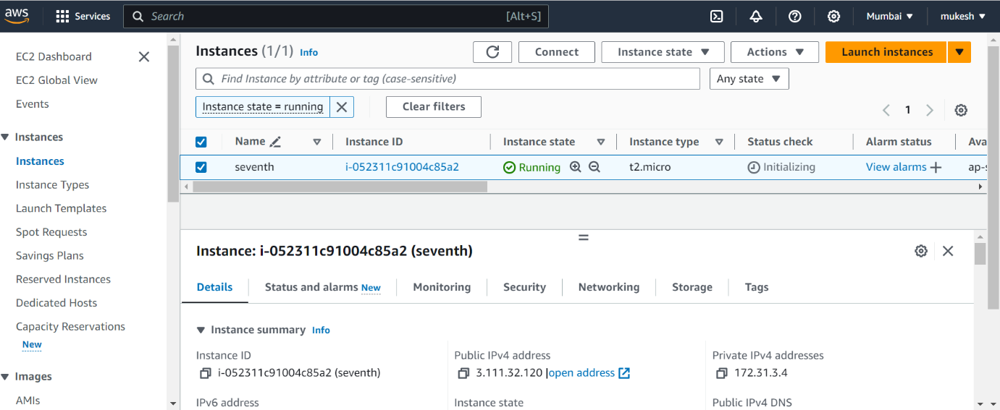 aws Services Search [Alt+S] Mumbai mukesh
EC2 Dashboard
EC2 Global View
Events
Instances
Instances
Instance Types
Launch Templates
Spot Requests
Savings Plans
Reserved Instances
Dedicated Hosts
Capacity Reservations
New
Images
AMIs
Instances (1/1) Info Connect Instance state Actions Launch instances
Find Instance by attribute or tag (case-sensitive) Any state
Instance state = running Clear filters
1
Name Instance ID Instance state Instance type Status check Alarm status Ava
seventh i-052311c91004c85a2 Running t2.micro Initializing View alarms ap-s
Instance: i-052311c91004c85a2 (seventh)
Details Status and alarms New Monitoring Security Networking Storage Tags
Instance summary Info
Instance ID Public IPv4 address Private IPv4 addresses
i-052311c91004c85a2 (seventh) 3.111.32.120 |open address 172.31.3.4
IPv6 address Instance state Public IPv4 DNS